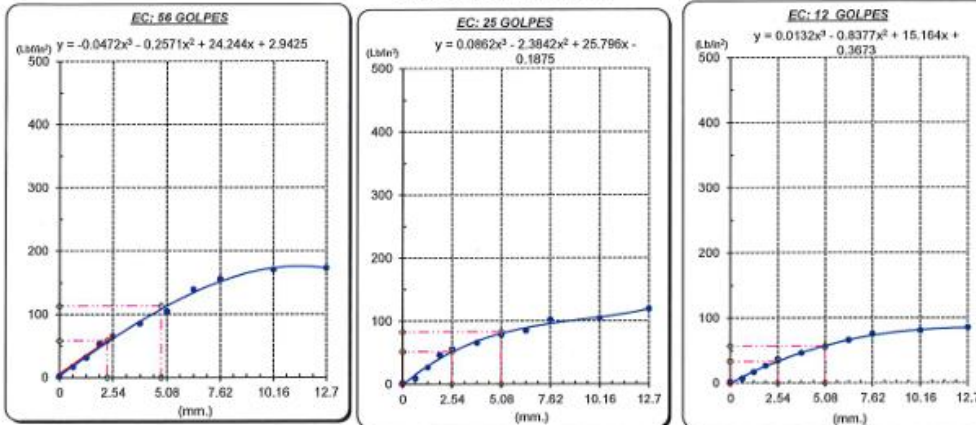 EC: 56 GOLPES
(Lb/in²)
y = -0.0472x³ - 0.2571x² + 24.244x + 2.9425
500
400
300
200
100
0
0 2.54 5.08 7.62 10.16 12.7
(mm.)
EC: 25 GOLPES
(Lb/in²)
y = 0.0862x³ - 2.3842x² + 25.796x -
0.1875
500
400
300
200
100
0
0 2.54 5.08 7.62 10.16 12.7
(mm.)
EC: 12 GOLPES
(Lb/in²)
y = 0.0132x³ - 0.8377x² + 15.164x +
0.3673
500
400
300
200
100
0
0 2.54 5.08 7.62 10.16 12.7
(mm.)